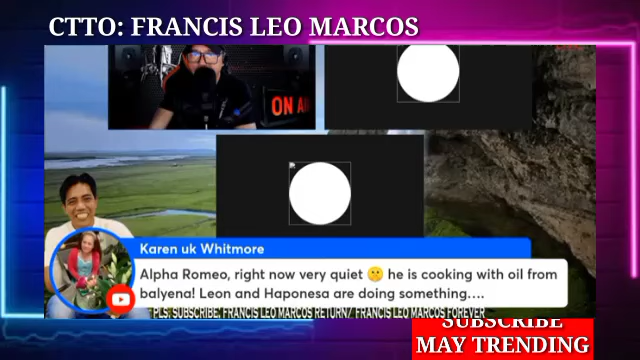 CTTO: FRANCIS LEO MARCOS
ON A
Karen uk Whitmore
Alpha Romeo, right now very quiet 🤫 he is cooking with oil from
balyena! Leon and Haponesa are doing something....
PLS. SUBSCRIBE: FRANCIS LEO MARCOS RETURN/ FRANCIS LEO MARCOS FOREVER
SUBSCRIBE
MAY TRENDING